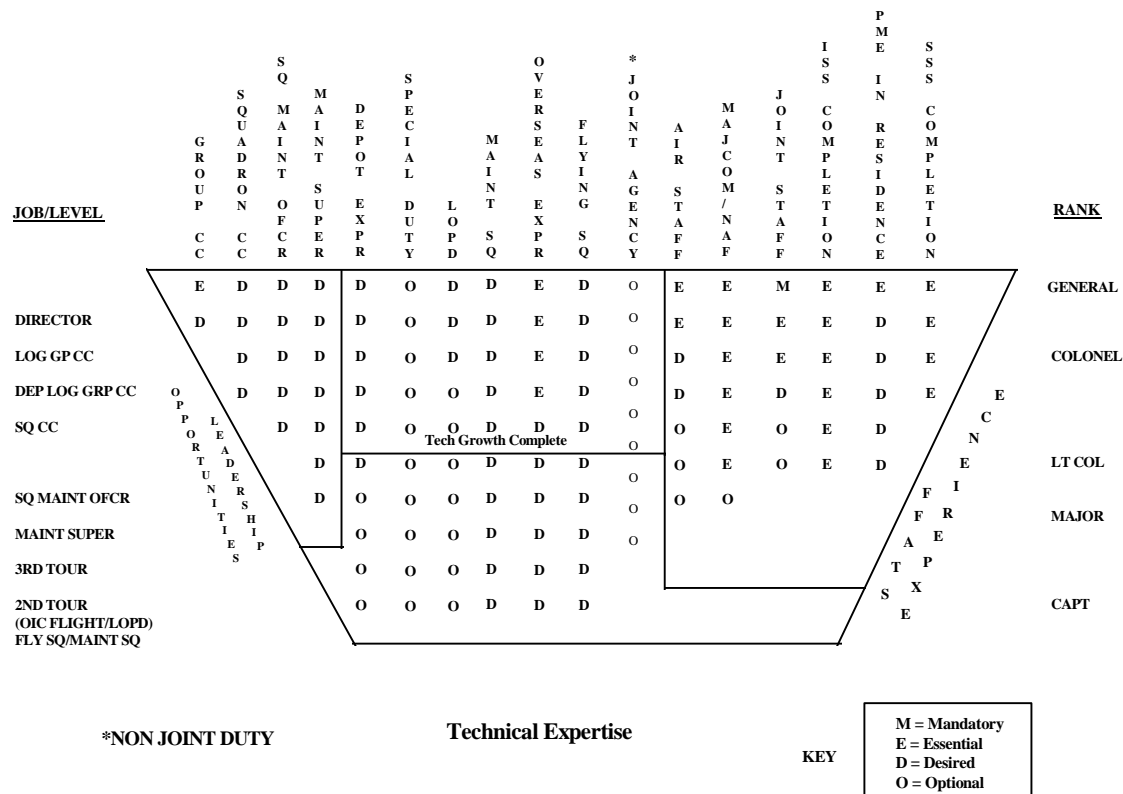 GROUP CC
SQUADRON CC
SQ MAINT OFCR
MAINT SUPER
DEPOT EXPR
SPECIAL DUTY
LOPD
MAINT SQ
OVERSEAS EXPR
FLYING SQ
*JOINT AGENCY
AIR STAFF
MAJCOM/NAF
JOINT STAFF
ISS COMPLETION
PME IN RESIDENCE
SSS COMPLETION
JOB/LEVEL RANK
E D D D D O D D E D O E E M E E E GENERAL
DIRECTOR D D D D D O D D E D O E E E E D E
LOG GP CC D D D D O D D E D O D E E E D E COLONEL
DEP LOG GRP CC D D D D O O D E D O D E D E D E
SQ CC D D D O O D D D O O E O E D
Tech Growth Complete O
D D O O D D D O O E O E D LT COL
SQ MAINT OFCR D O O O D D D O O O
MAJOR
MAINT SUPER O O O D D D O
3RD TOUR O O O D D D
2ND TOUR O O O D D D CAPT
(OIC FLIGHT/LOPD)
FLY SQ/MAINT SQ
LEADERSHIP
OPPORTUNITIES
STAFF
EXPERIENCE
*NON JOINT DUTY
Technical Expertise
KEY
M = Mandatory
E = Essential
D = Desired
O = Optional